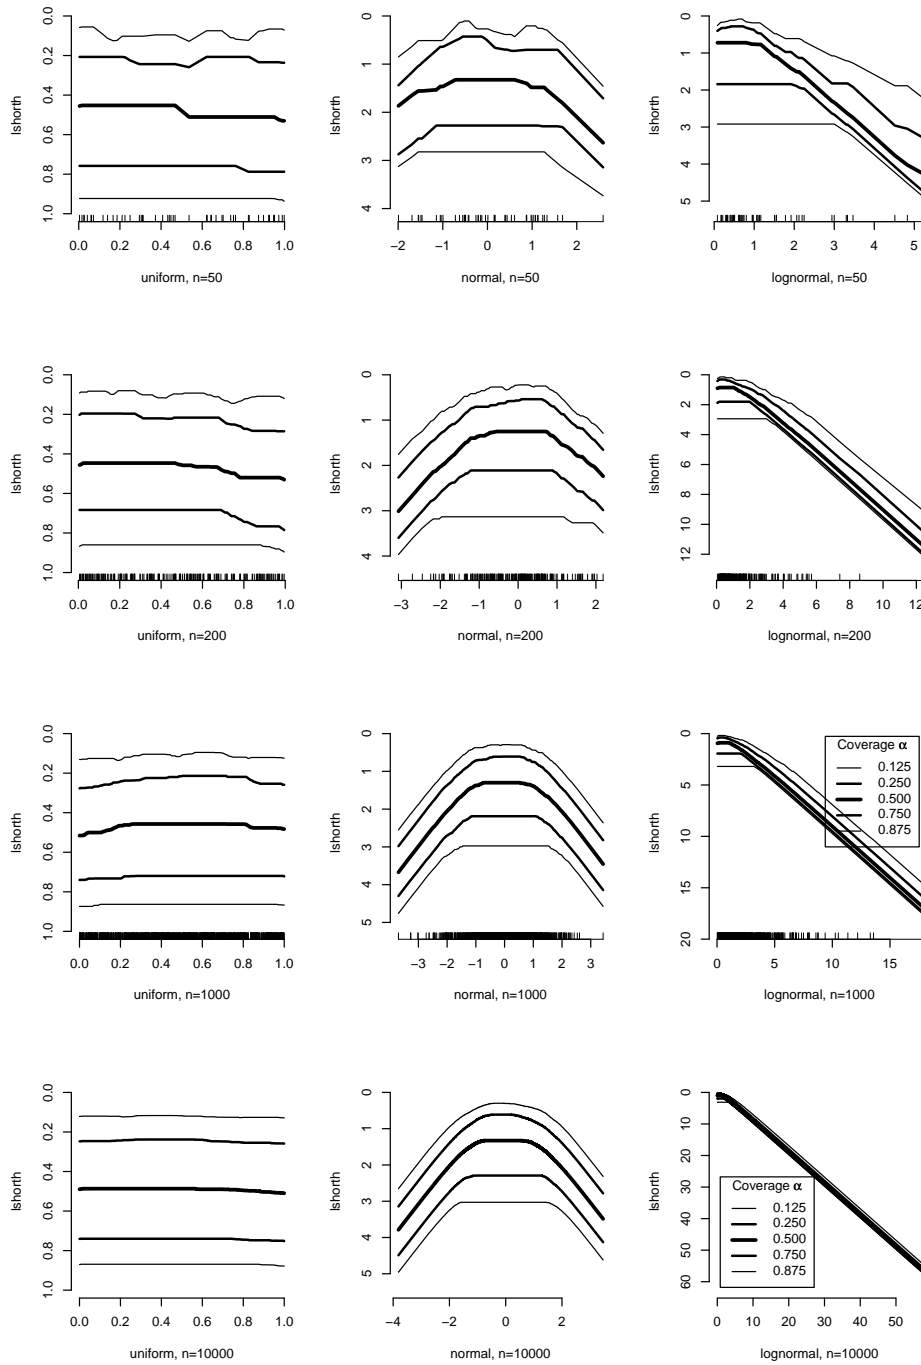 0.0 0.2 0.4 0.6 0.8 1.0
lshorth
0.0 0.2 0.4 0.6 0.8 1.0
uniform, n=50
0 1 2 3 4
lshorth
−2 −1 0 1 2
normal, n=50
0 1 2 3 4 5
lshorth
0 1 2 3 4 5
lognormal, n=50
0.0 0.2 0.4 0.6 0.8 1.0
lshorth
0.0 0.2 0.4 0.6 0.8 1.0
uniform, n=200
0 1 2 3 4
lshorth
−3 −2 −1 0 1 2
normal, n=200
0 2 4 6 8 10 12
lshorth
0 2 4 6 8 10 12
lognormal, n=200
0.0 0.2 0.4 0.6 0.8 1.0
lshorth
0.0 0.2 0.4 0.6 0.8 1.0
uniform, n=1000
0 1 2 3 4 5
lshorth
−3 −2 −1 0 1 2 3
normal, n=1000
0 5 10 15 20
lshorth
Coverage α
0.125
0.250
0.500
0.750
0.875
0 5 10 15
lognormal, n=1000
0.0 0.2 0.4 0.6 0.8 1.0
lshorth
0.0 0.2 0.4 0.6 0.8 1.0
uniform, n=10000
0 1 2 3 4 5
lshorth
−4 −2 0 2
normal, n=10000
0 10 20 30 40 50 60
lshorth
Coverage α
0.125
0.250
0.500
0.750
0.875
0 10 20 30 40 50
lognormal, n=10000